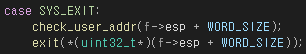 case SYS_EXIT:
check_user_addr(f->esp + WORD_SIZE);
exit(*(uint32_t*)(f->esp + WORD_SIZE));